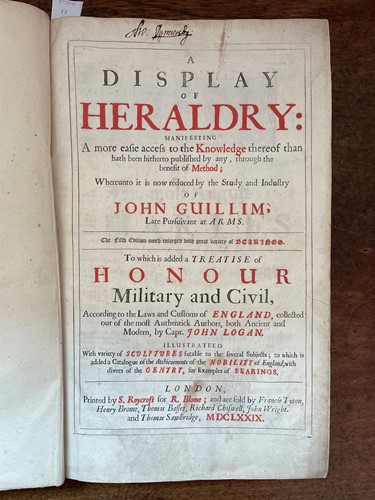 A
DISPLAY
OF
HERALDRY:
MANIFESTING
A more easie access to the Knowledge thereof than
hath been hitherto published by any, through the
benefit of Method;
Whereunto it is now reduced by the Study and Industry
OF
JOHN GUILLIM,
Late Pursuivant at ARMS.
The Fifth Edition much enlarged with great variety of BEARINGS.
To which is added a TREATISE of
HONOUR
Military and Civil,
According to the Laws and Customs of ENGLAND, collected
out of the most Authentick Authors, both Ancient and
Modern, by Capt. JOHN LOGAN.
ILLUSTRATEED
With variety of SCULPTURES sutable to the several Subjects; to which is
added a Catalogue of the Atchievments of the NOBILITY of England, with
divers of the GENTRY, for Examples of BEARINGS.
LONDON,
Printed by S. Roycroft for R. Blome; and are sold by Francis Tyton,
Henry Brome, Thomas Basset, Richard Chiswell, John Wright,
and Thomas Sawbridge, MDCLXXIX.